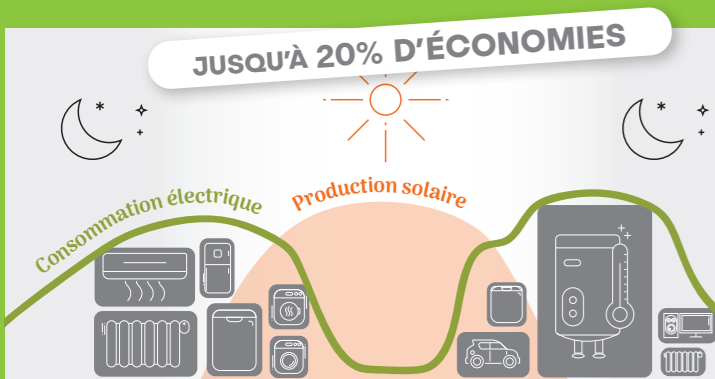 JUSQU'À 20% D'ÉCONOMIES
Consommation électrique
Production solaire